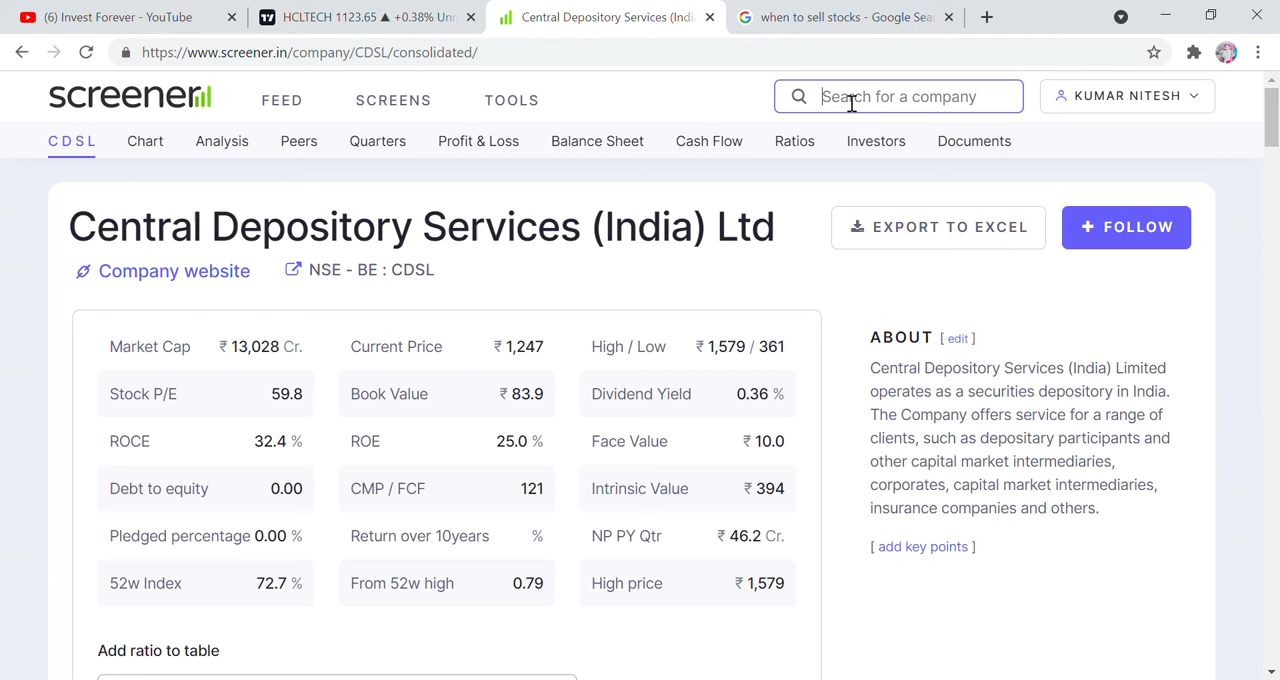 (6) Invest Forever - YouTube
HCLTECH 1123.65 ▲ +0.38% Unn
Central Depository Services (Indi
when to sell stocks - Google Sea
https://www.screener.in/company/CDSL/consolidated/
screener
FEED
SCREENS
TOOLS
Search for a company
KUMAR NITESH
CDSL
Chart
Analysis
Peers
Quarters
Profit & Loss
Balance Sheet
Cash Flow
Ratios
Investors
Documents
Central Depository Services (India) Ltd
EXPORT TO EXCEL
+ FOLLOW
Company website
NSE - BE : CDSL
Market Cap ₹ 13,028 Cr.
Current Price ₹ 1,247
High / Low ₹ 1,579 / 361
Stock P/E 59.8
Book Value ₹ 83.9
Dividend Yield 0.36 %
ROCE 32.4 %
ROE 25.0 %
Face Value ₹ 10.0
Debt to equity 0.00
CMP / FCF 121
Intrinsic Value ₹ 394
Pledged percentage 0.00 %
Return over 10years %
NP PY Qtr ₹ 46.2 Cr.
52w Index 72.7 %
From 52w high 0.79
High price ₹ 1,579
Add ratio to table
ABOUT [ edit ]
Central Depository Services (India) Limited
operates as a securities depository in India.
The Company offers service for a range of
clients, such as depositary participants and
other capital market intermediaries,
corporates, capital market intermediaries,
insurance companies and others.
[ add key points ]